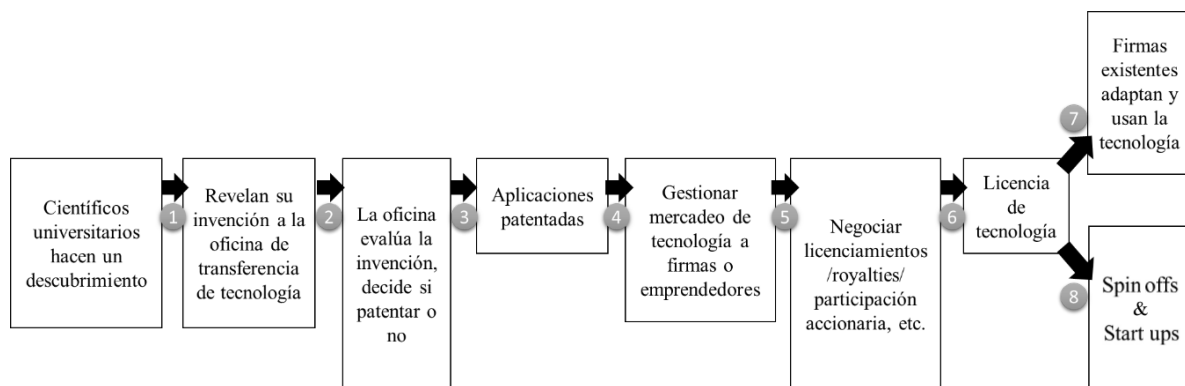 Científicos
universitarios
hacen un
descubrimiento
1
Revelan su
invención a la
oficina de
transferencia
de tecnología
2
La oficina
evalúa la
invención,
decide si
patentar o
no
3
Aplicaciones
patentadas
4
Gestionar
mercadeo de
tecnología a
firmas o
emprendedores
5
Negociar
licenciamientos
/royalties/
participación
accionaria, etc.
6
Licencia
de
tecnología
7
Firmas
existentes
adaptan y
usan la
tecnología
8
Spin offs
&
Start ups